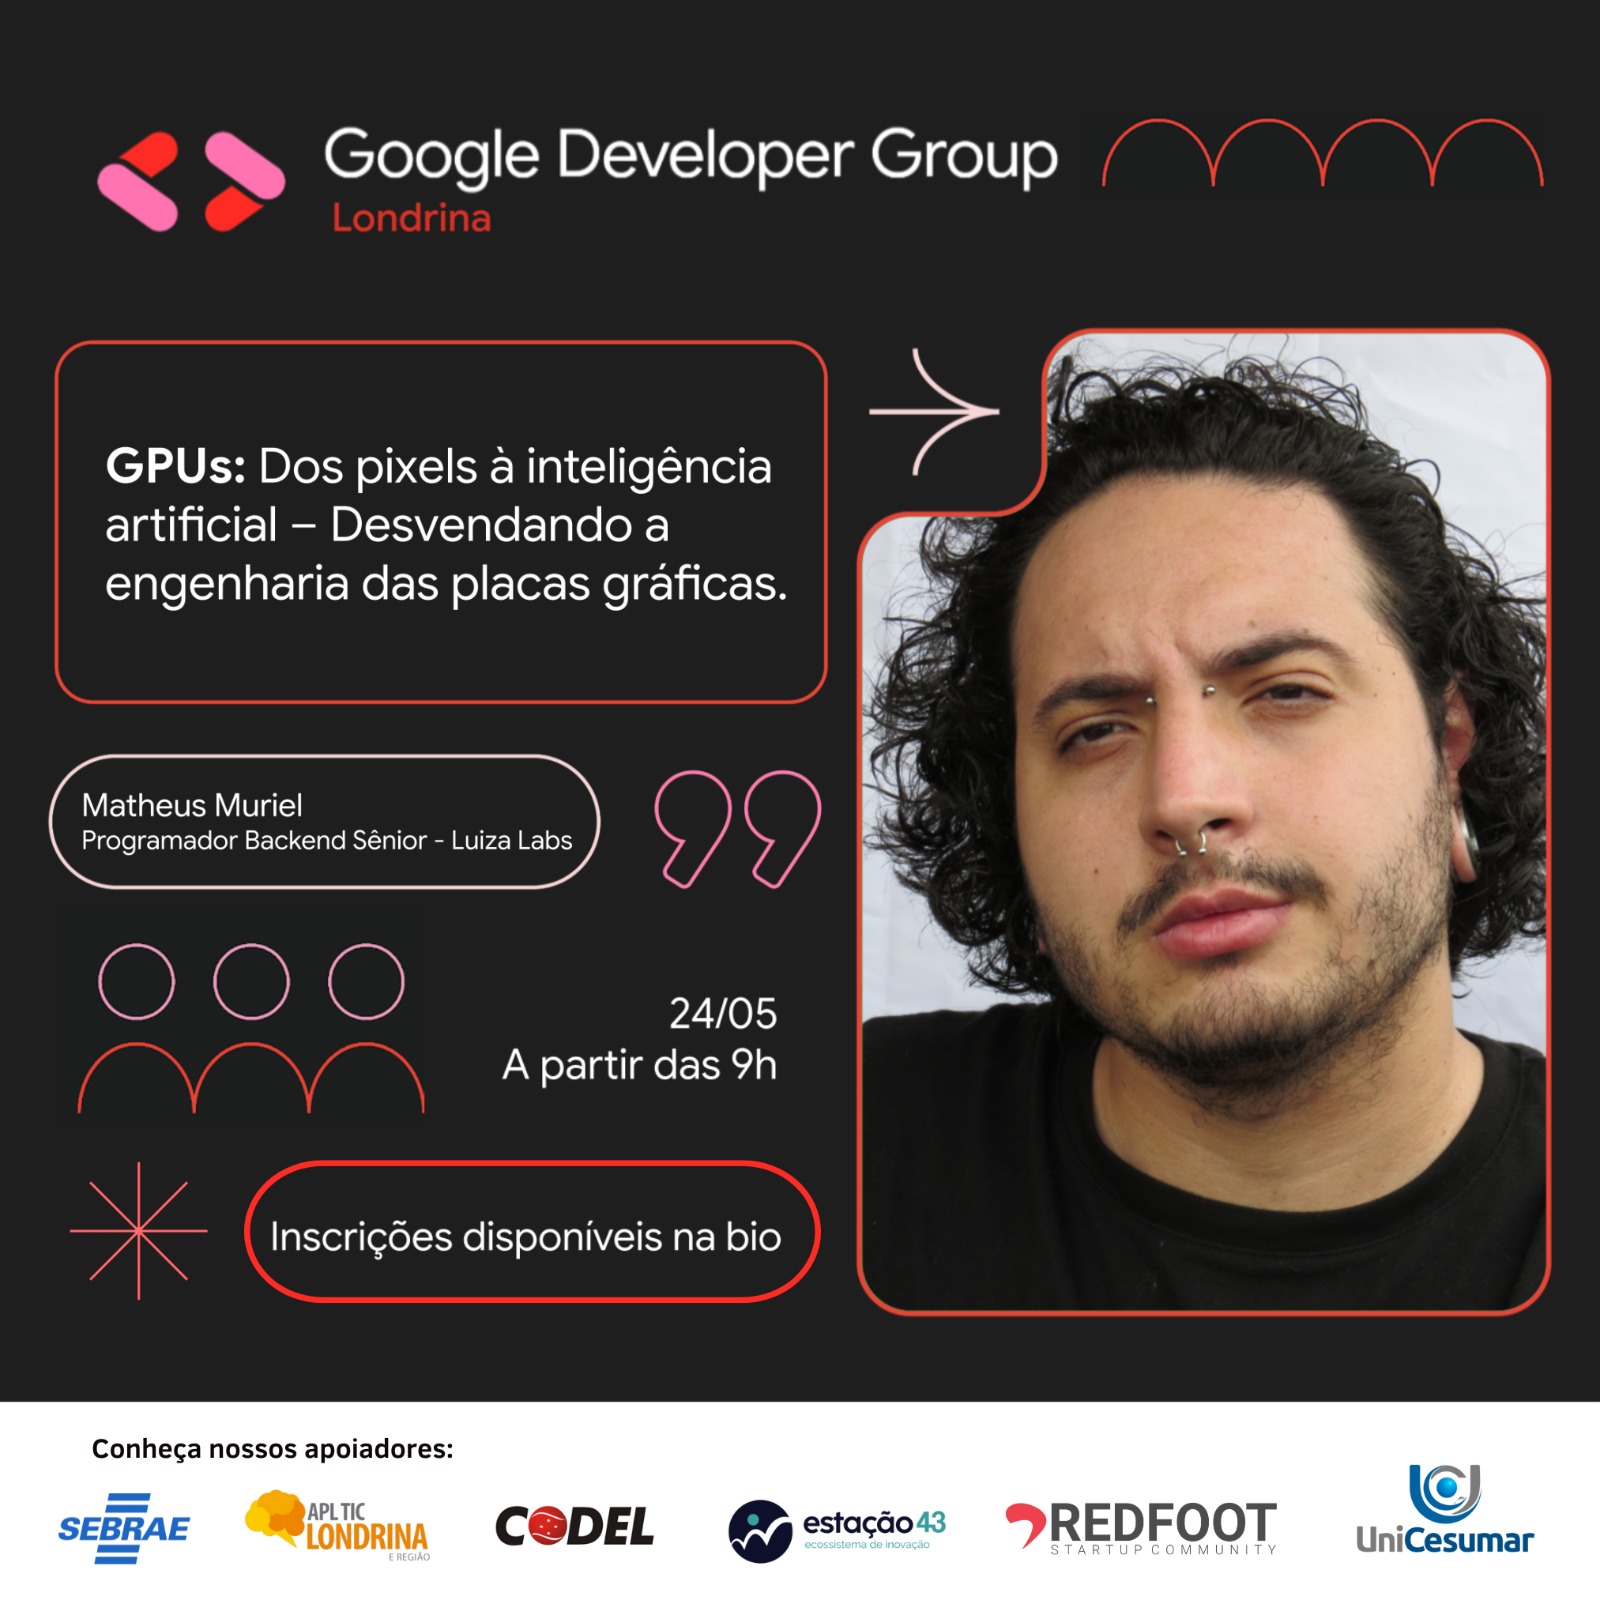 Google Developer Group
Londrina
GPUs: Dos pixels à inteligência
artificial – Desvendando a
engenharia das placas gráficas.
Matheus Muriel
Programador Backend Sênior - Luiza Labs
24/05
A partir das 9h
Inscrições disponíveis na bio
Conheça nossos apoiadores:
SEBRAE
APL TIC
LONDRINA
E REGIÃO
CODEL
estação 43
ecossistema de inovação
REDFOOT
STARTUP COMMUNITY
UniCesumar